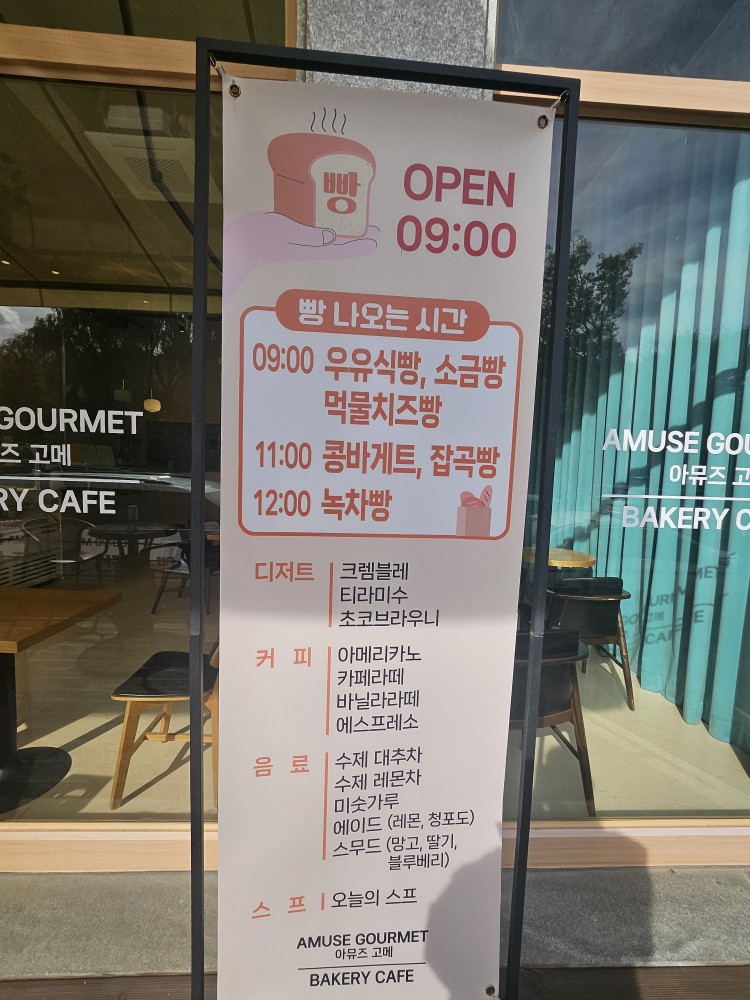 빵
OPEN
09:00
빵 나오는 시간
09:00 우유식빵, 소금빵
먹물치즈빵
11:00 콩바게트, 잡곡빵
12:00 녹차빵
디저트 크렘블레
티라미수
초코브라우니
커 피 아메리카노
카페라떼
바닐라라떼
에스프레소
음 료 수제 대추차
수제 레몬차
미숫가루
에이드 (레몬, 청포도)
스무드 (망고, 딸기,
블루베리)
스 프 오늘의 스프
AMUSE GOURMET
아뮤즈 고메
BAKERY CAFE
GOURMET
즈 고메
RY CAFE
AMUSE GOU
아뮤즈 고
BAKERY C